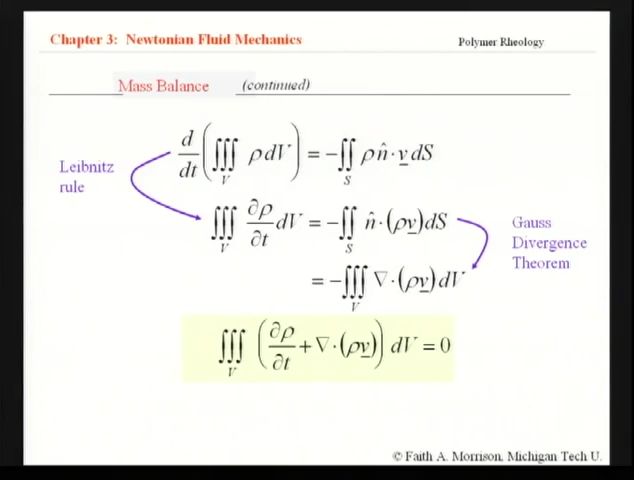 Chapter 3: Newtonian Fluid Mechanics
Polymer Rheology
Mass Balance (continued)
Leibnitz
rule
d/dt (∭_V ρ dV) = −∬_S ρ n̂ · v̲ dS
∭_V ∂ρ/∂t dV = −∬_S n̂ · (ρv̲) dS
Gauss
Divergence
Theorem
= −∭_V ∇ · (ρv̲) dV
∭_V (∂ρ/∂t + ∇ · (ρv̲)) dV = 0
© Faith A. Morrison, Michigan Tech U.